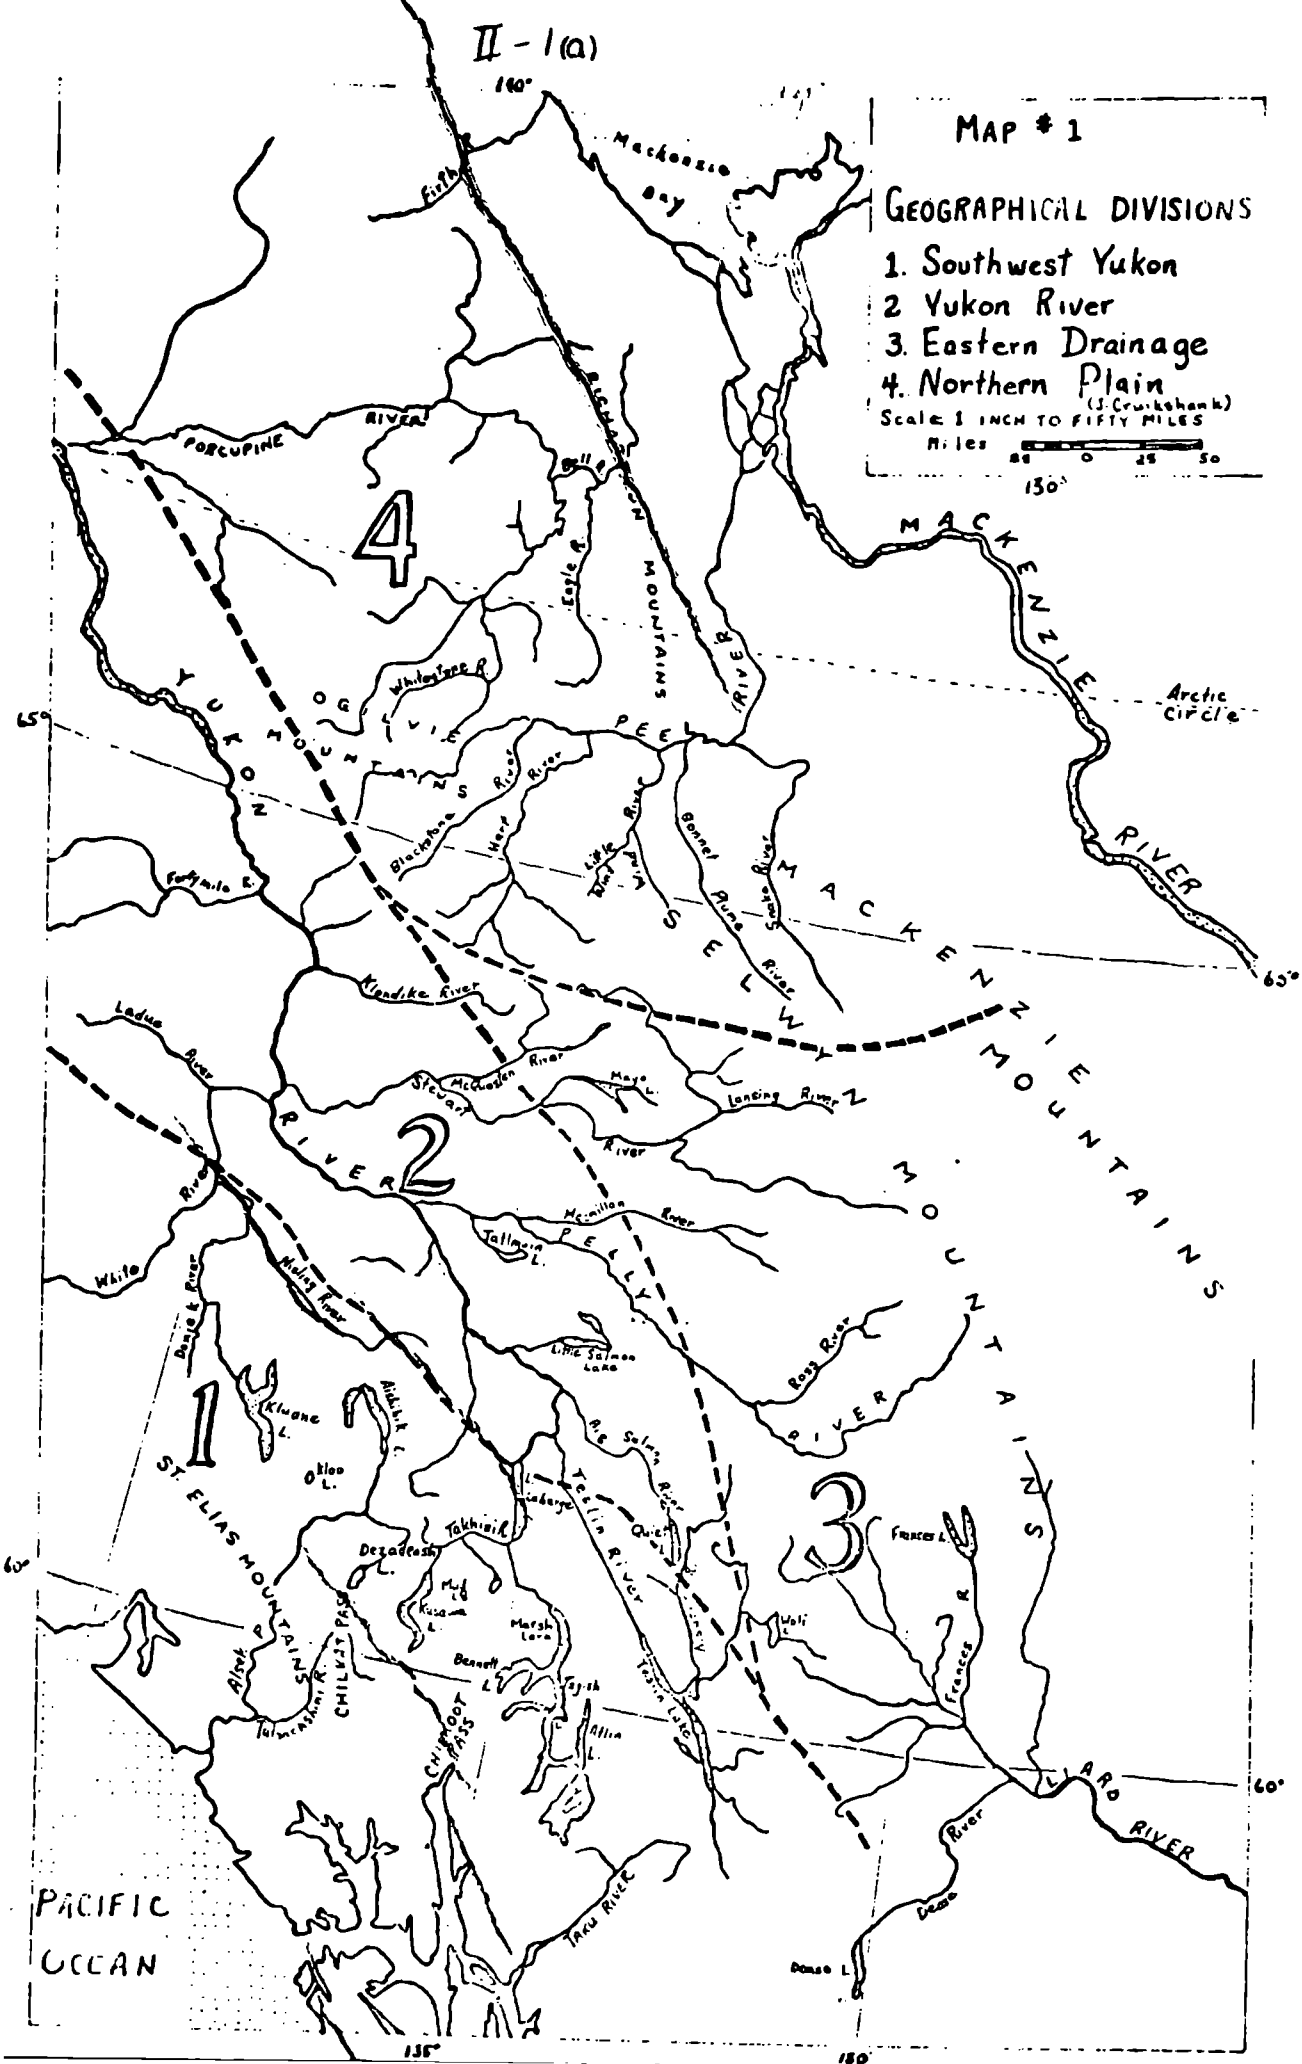 II - 1(a)
140°
MAP # 1
GEOGRAPHICAL DIVISIONS
1. Southwest Yukon
2 Yukon River
3. Eastern Drainage
4. Northern Plain
(J. Cruikshank)
Scale 1 INCH TO FIFTY MILES
Miles
0 25 50
130°
Mackenzie
Bay
Firth
RICHARDSON
MOUNTAINS
PORCUPINE
RIVER
Bell R.
Eagle R.
4
MACKENZIE
RIVER
Arctic
Circle
PEEL
RIVER
Whitestone R.
OGILVIE
MOUNTAINS
65°
YUKON
RIVER
Blackstone River
Hart River
Little
Wind
Wind River
Bonnet Plume River
Snake River
SELWYN
MOUNTAINS
MACKENZIE
MOUNTAINS
65°
Fortymile R.
Klondike River
Ladue
River
Stewart
River
McQuesten River
Mayo
L.
Lansing River
2
White
River
Donjek River
Nisling River
Tatlmain
L.
Mcmillan River
PELLY
RIVER
Little Salmon
Lake
Ross River
1
Kluane
L.
Aishihik L.
Kloo
L.
ST. ELIAS MOUNTAINS
Big Salmon River
Teslin River
L.
Laberge
Quiet
L.
3
Frances L.
Frances R
Takhini R.
Dezadeash
L.
Kusawa
L.
Marsh
Bennett
L.
Tagish
L.
Atlin
L.
Teslin Lake
Wolf
L.
60°
Alsek R
Tatshenshini R.
CHILKAT PASS
CHILKOOT
PASS
60°
LIARD
RIVER
Dease
River
Dease L.
TAKU RIVER
PACIFIC
OCEAN
135°
130°